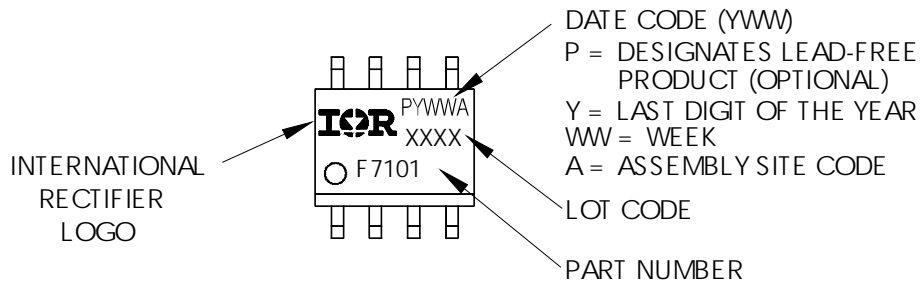 DATE CODE (YWW)
P = DESIGNATES LEAD-FREE
PRODUCT (OPTIONAL)
Y = LAST DIGIT OF THE YEAR
WW = WEEK
A = ASSEMBLY SITE CODE
LOT CODE
PART NUMBER
INTERNATIONAL
RECTIFIER
LOGO
IOR
PYWWA
XXXX
F7101